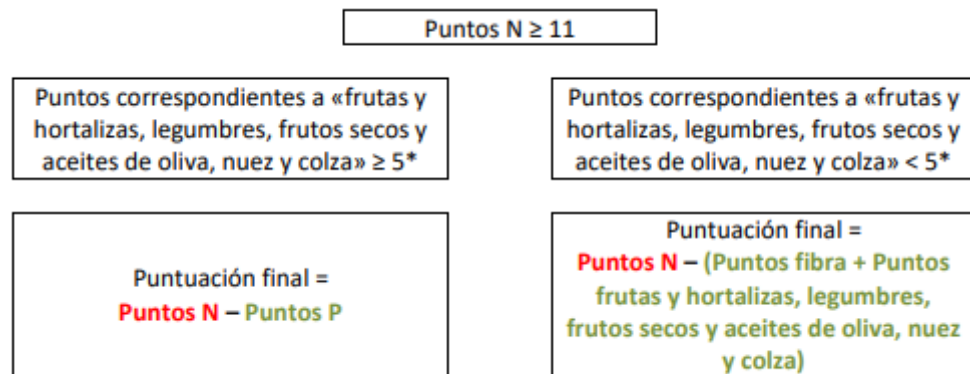 Puntos N ≥ 11
Puntos correspondientes a «frutas y
hortalizas, legumbres, frutos secos y
aceites de oliva, nuez y colza» ≥ 5*
Puntos correspondientes a «frutas y
hortalizas, legumbres, frutos secos y
aceites de oliva, nuez y colza» < 5*
Puntuación final =
Puntos N – Puntos P
Puntuación final =
Puntos N – (Puntos fibra + Puntos
frutas y hortalizas, legumbres,
frutos secos y aceites de oliva, nuez
y colza)